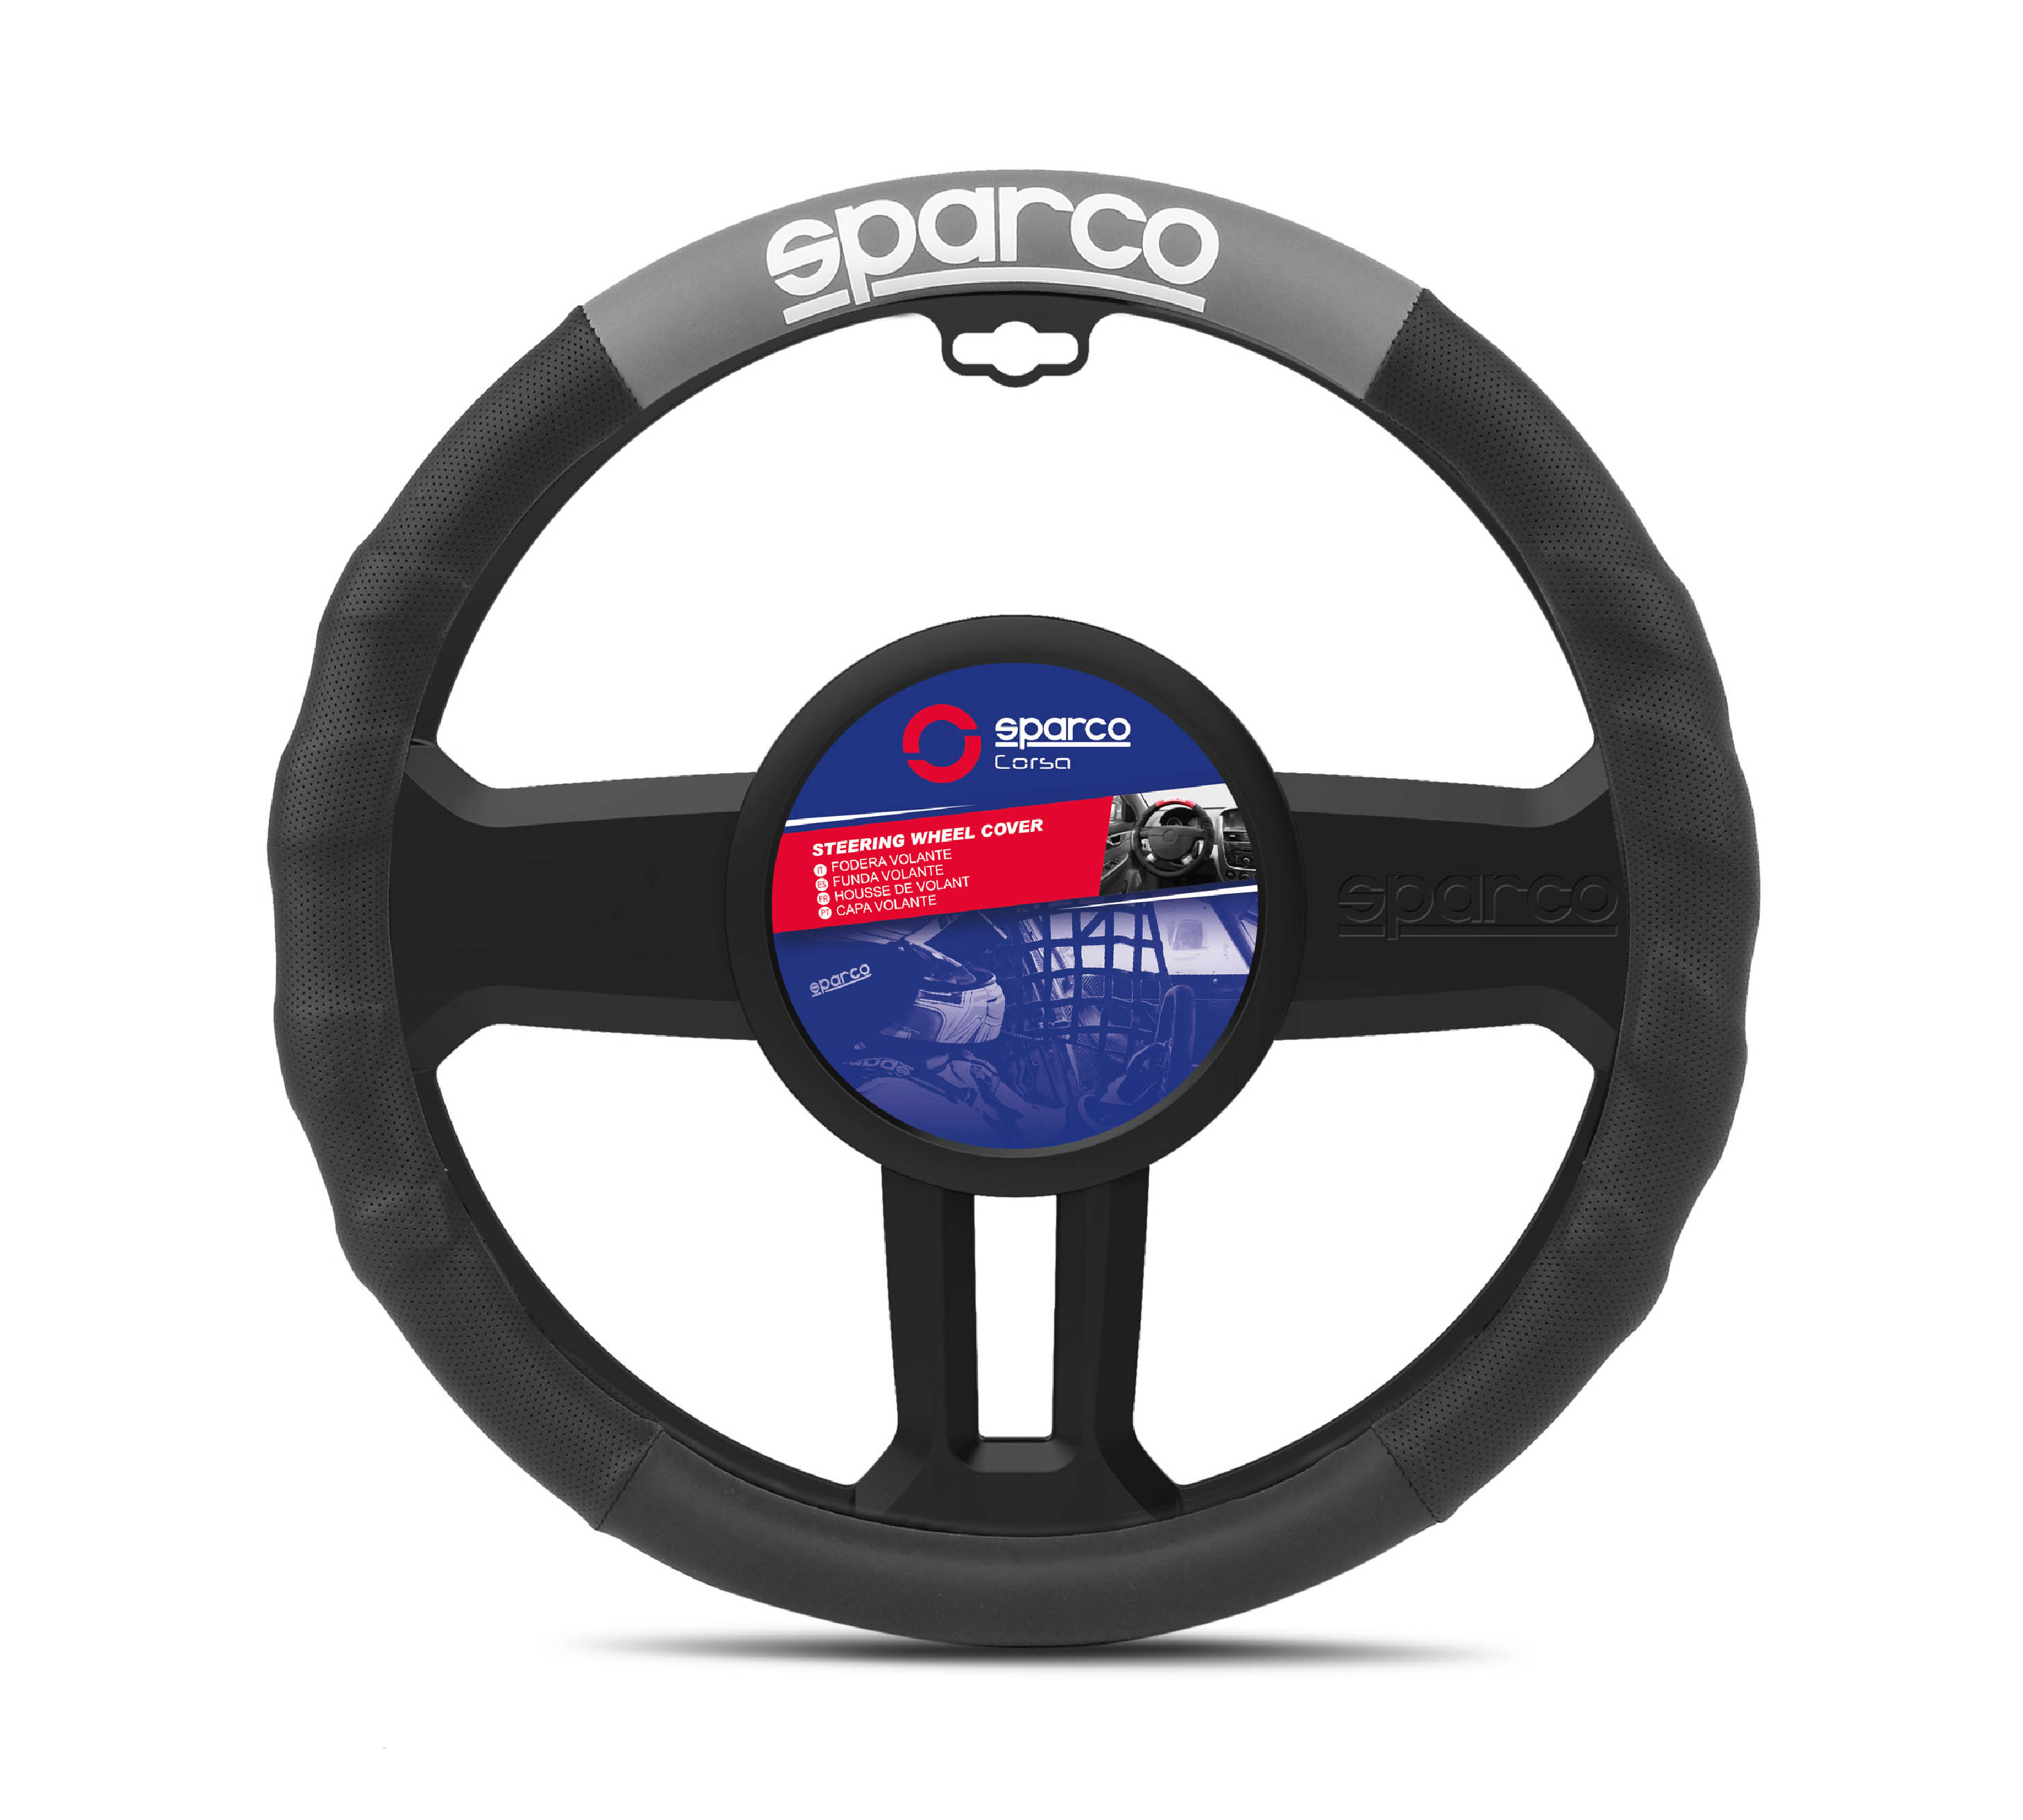 sparco
sparco
Corsa
STEERING WHEEL COVER
IT FODERA VOLANTE
ES FUNDA VOLANTE
FR HOUSSE DE VOLANT
PT CAPA VOLANTE
sparco
sparco